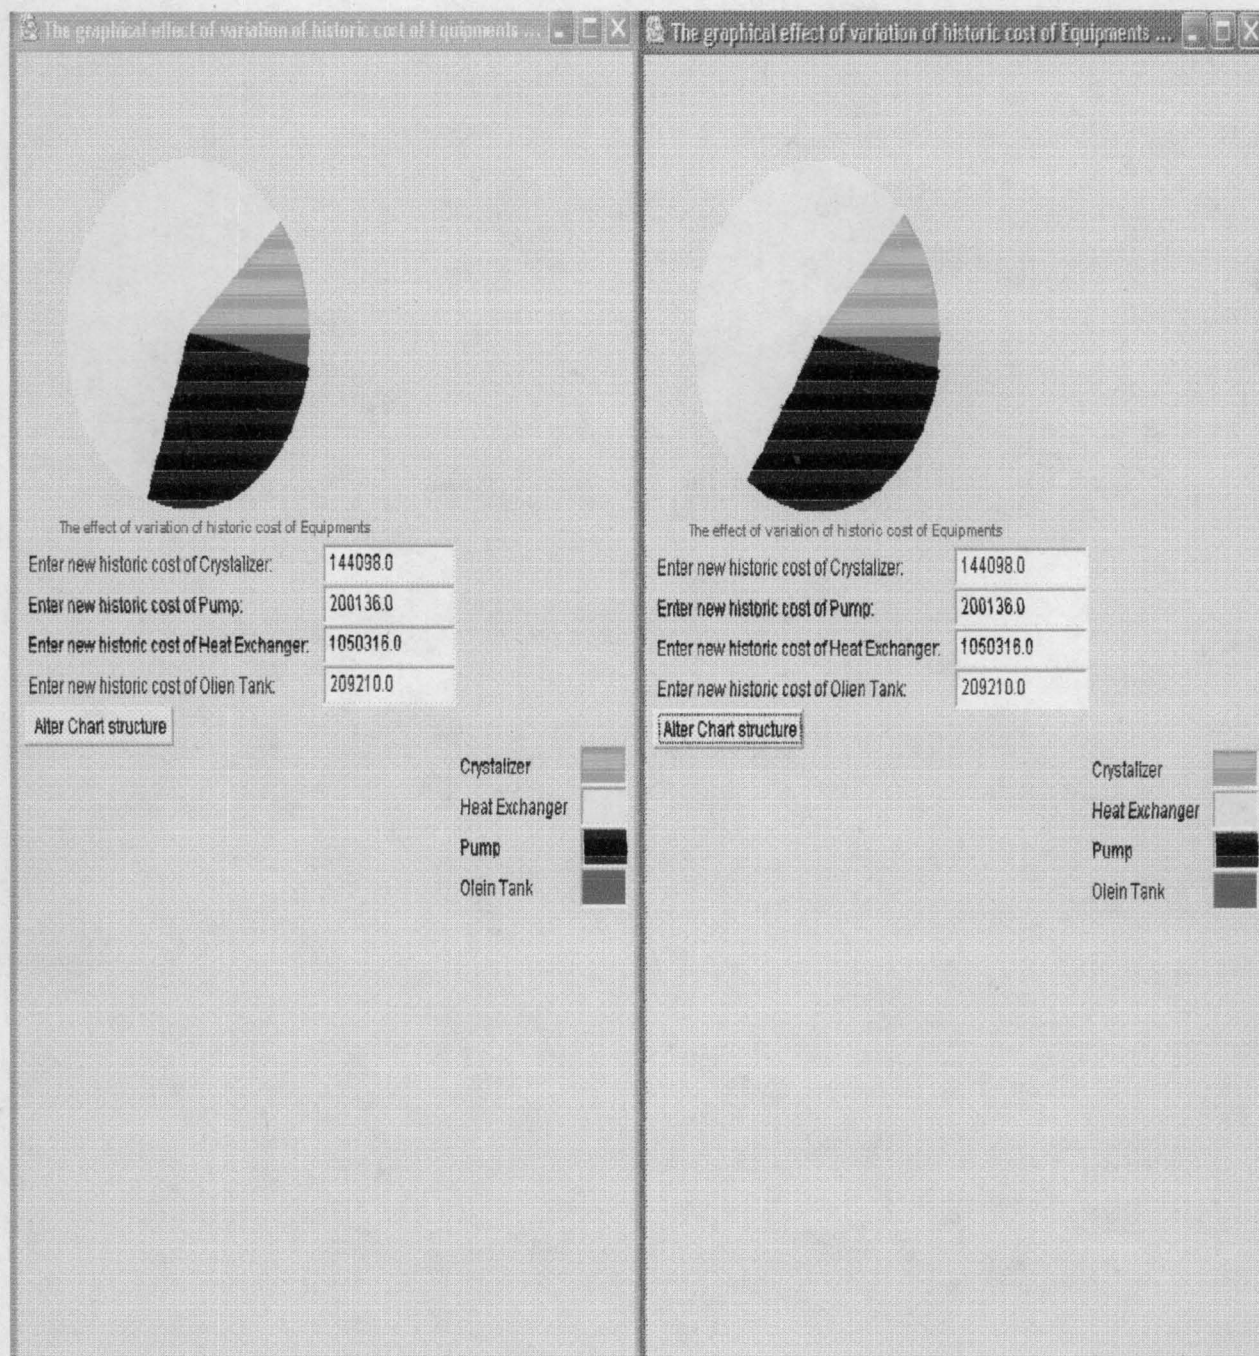 The graphical effect of variation of historic cost of Equipments ...
The effect of variation of historic cost of Equipments
Enter new historic cost of Crystalizer: 144098.0
Enter new historic cost of Pump: 200136.0
Enter new historic cost of Heat Exchanger: 1050316.0
Enter new historic cost of Olien Tank: 209210.0
Alter Chart structure
Crystalizer
Heat Exchanger
Pump
Olein Tank
The graphical effect of variation of historic cost of Equipments ...
The effect of variation of historic cost of Equipments
Enter new historic cost of Crystalizer: 144098.0
Enter new historic cost of Pump: 200136.0
Enter new historic cost of Heat Exchanger: 1050316.0
Enter new historic cost of Olien Tank: 209210.0
Alter Chart structure
Crystalizer
Heat Exchanger
Pump
Olein Tank